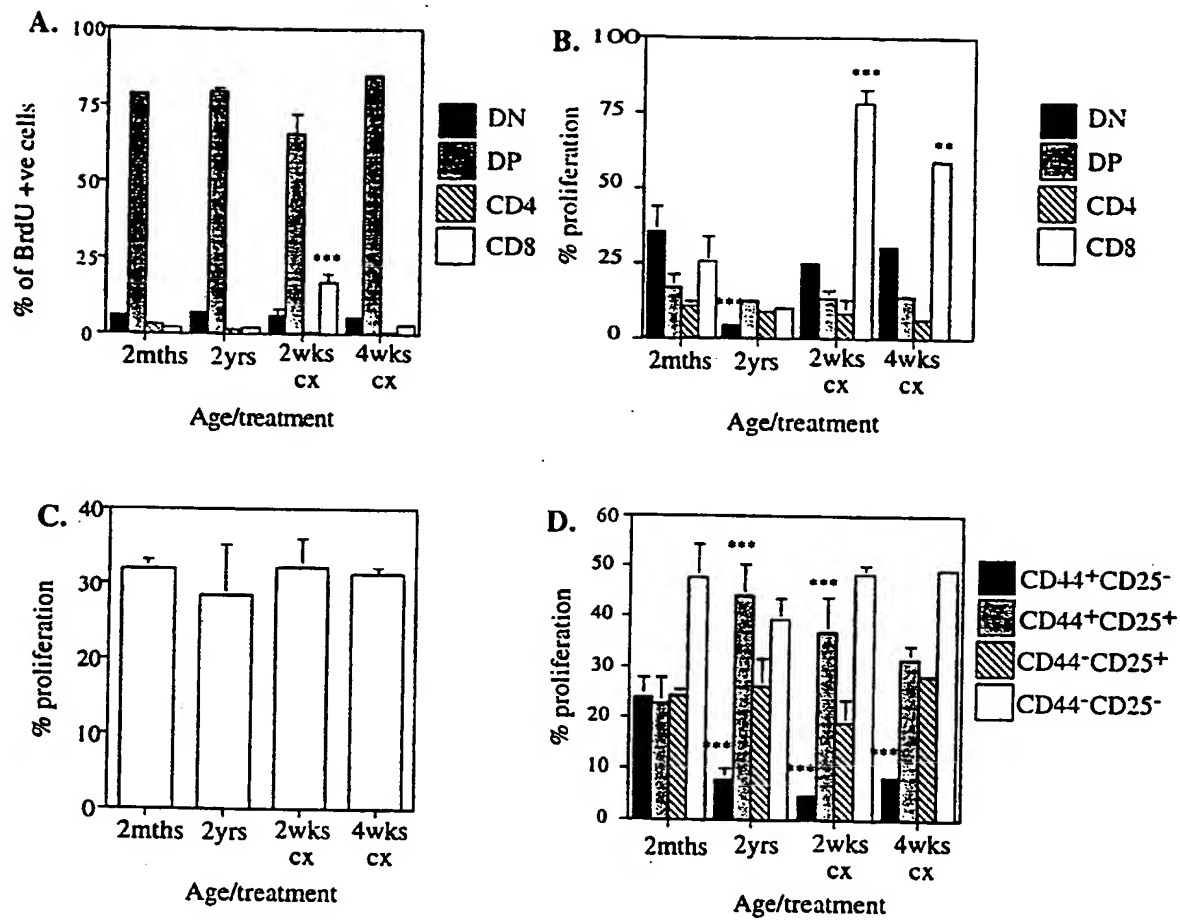 A.
100
75
50
25
0
% of BrdU +ve cells
***
2mths 2yrs 2wks cx 4wks cx
Age/treatment
DN
DP
CD4
CD8
B.
100
75
50
25
0
% proliferation
***
***
**
2mths 2yrs 2wks cx 4wks cx
Age/treatment
DN
DP
CD4
CD8
C.
40
30
20
10
0
% proliferation
2mths 2yrs 2wks cx 4wks cx
Age/treatment
D.
60
50
40
30
20
10
0
% proliferation
***
***
***
***
***
2mths 2yrs 2wks cx 4wks cx
Age/treatment
CD44⁺CD25⁻
CD44⁺CD25⁺
CD44⁻CD25⁺
CD44⁻CD25⁻